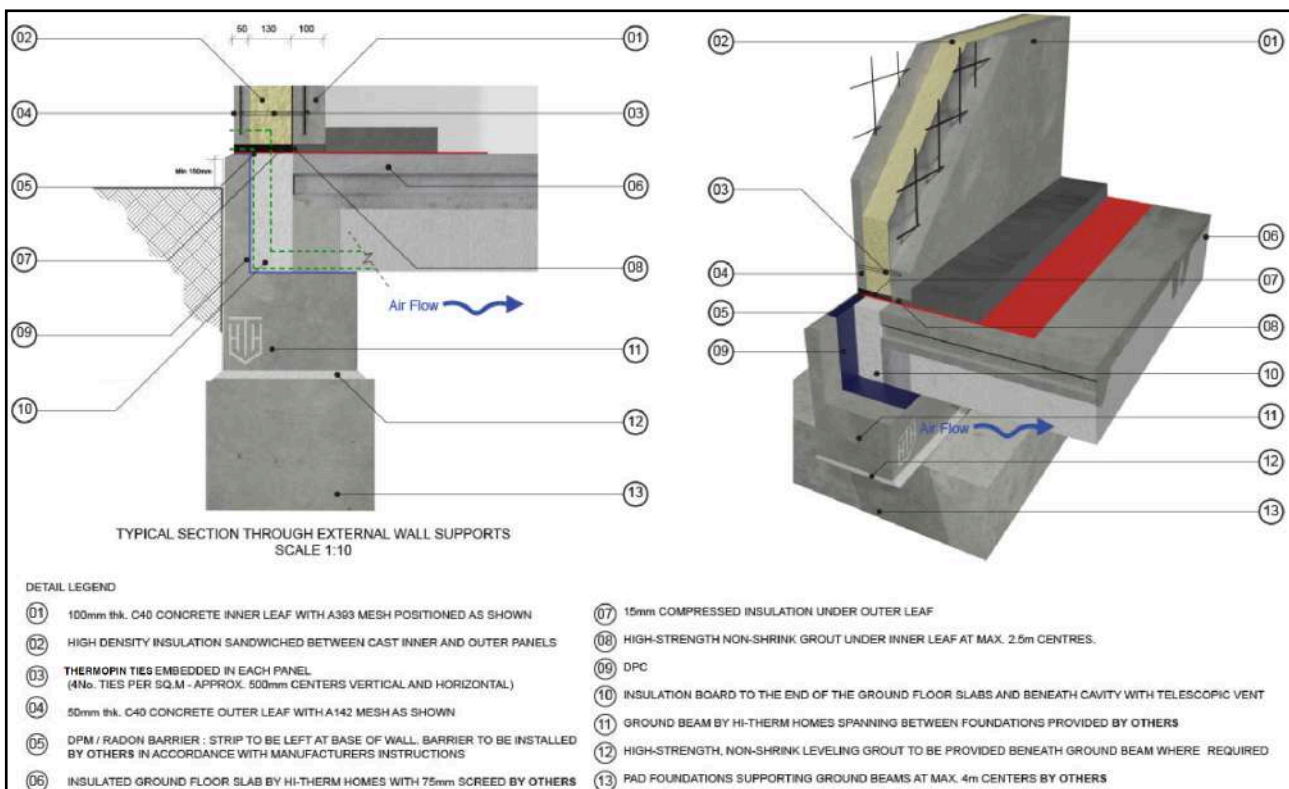 50 130 100
02
01
04
03
Min 150mm
05
06
07
08
Air Flow
09
11
10
12
13
TYPICAL SECTION THROUGH EXTERNAL WALL SUPPORTS
SCALE 1:10
02
01
03
06
04
07
05
08
09
10
Air Flow
11
12
13
DETAIL LEGEND
01 100mm thk. C40 CONCRETE INNER LEAF WITH A393 MESH POSITIONED AS SHOWN
02 HIGH DENSITY INSULATION SANDWICHED BETWEEN CAST INNER AND OUTER PANELS
03 THERMOPIN TIES EMBEDDED IN EACH PANEL
(4No. TIES PER SQ.M - APPROX. 500mm CENTERS VERTICAL AND HORIZONTAL)
04 50mm thk. C40 CONCRETE OUTER LEAF WITH A142 MESH AS SHOWN
05 DPM / RADON BARRIER : STRIP TO BE LEFT AT BASE OF WALL. BARRIER TO BE INSTALLED
BY OTHERS IN ACCORDANCE WITH MANUFACTURERS INSTRUCTIONS
06 INSULATED GROUND FLOOR SLAB BY HI-THERM HOMES WITH 75mm SCREED BY OTHERS
07 15mm COMPRESSED INSULATION UNDER OUTER LEAF
08 HIGH-STRENGTH NON-SHRINK GROUT UNDER INNER LEAF AT MAX. 2.5m CENTRES.
09 DPC
10 INSULATION BOARD TO THE END OF THE GROUND FLOOR SLABS AND BENEATH CAVITY WITH TELESCOPIC VENT
11 GROUND BEAM BY HI-THERM HOMES SPANNING BETWEEN FOUNDATIONS PROVIDED BY OTHERS
12 HIGH-STRENGTH, NON-SHRINK LEVELING GROUT TO BE PROVIDED BENEATH GROUND BEAM WHERE REQUIRED
13 PAD FOUNDATIONS SUPPORTING GROUND BEAMS AT MAX. 4m CENTERS BY OTHERS